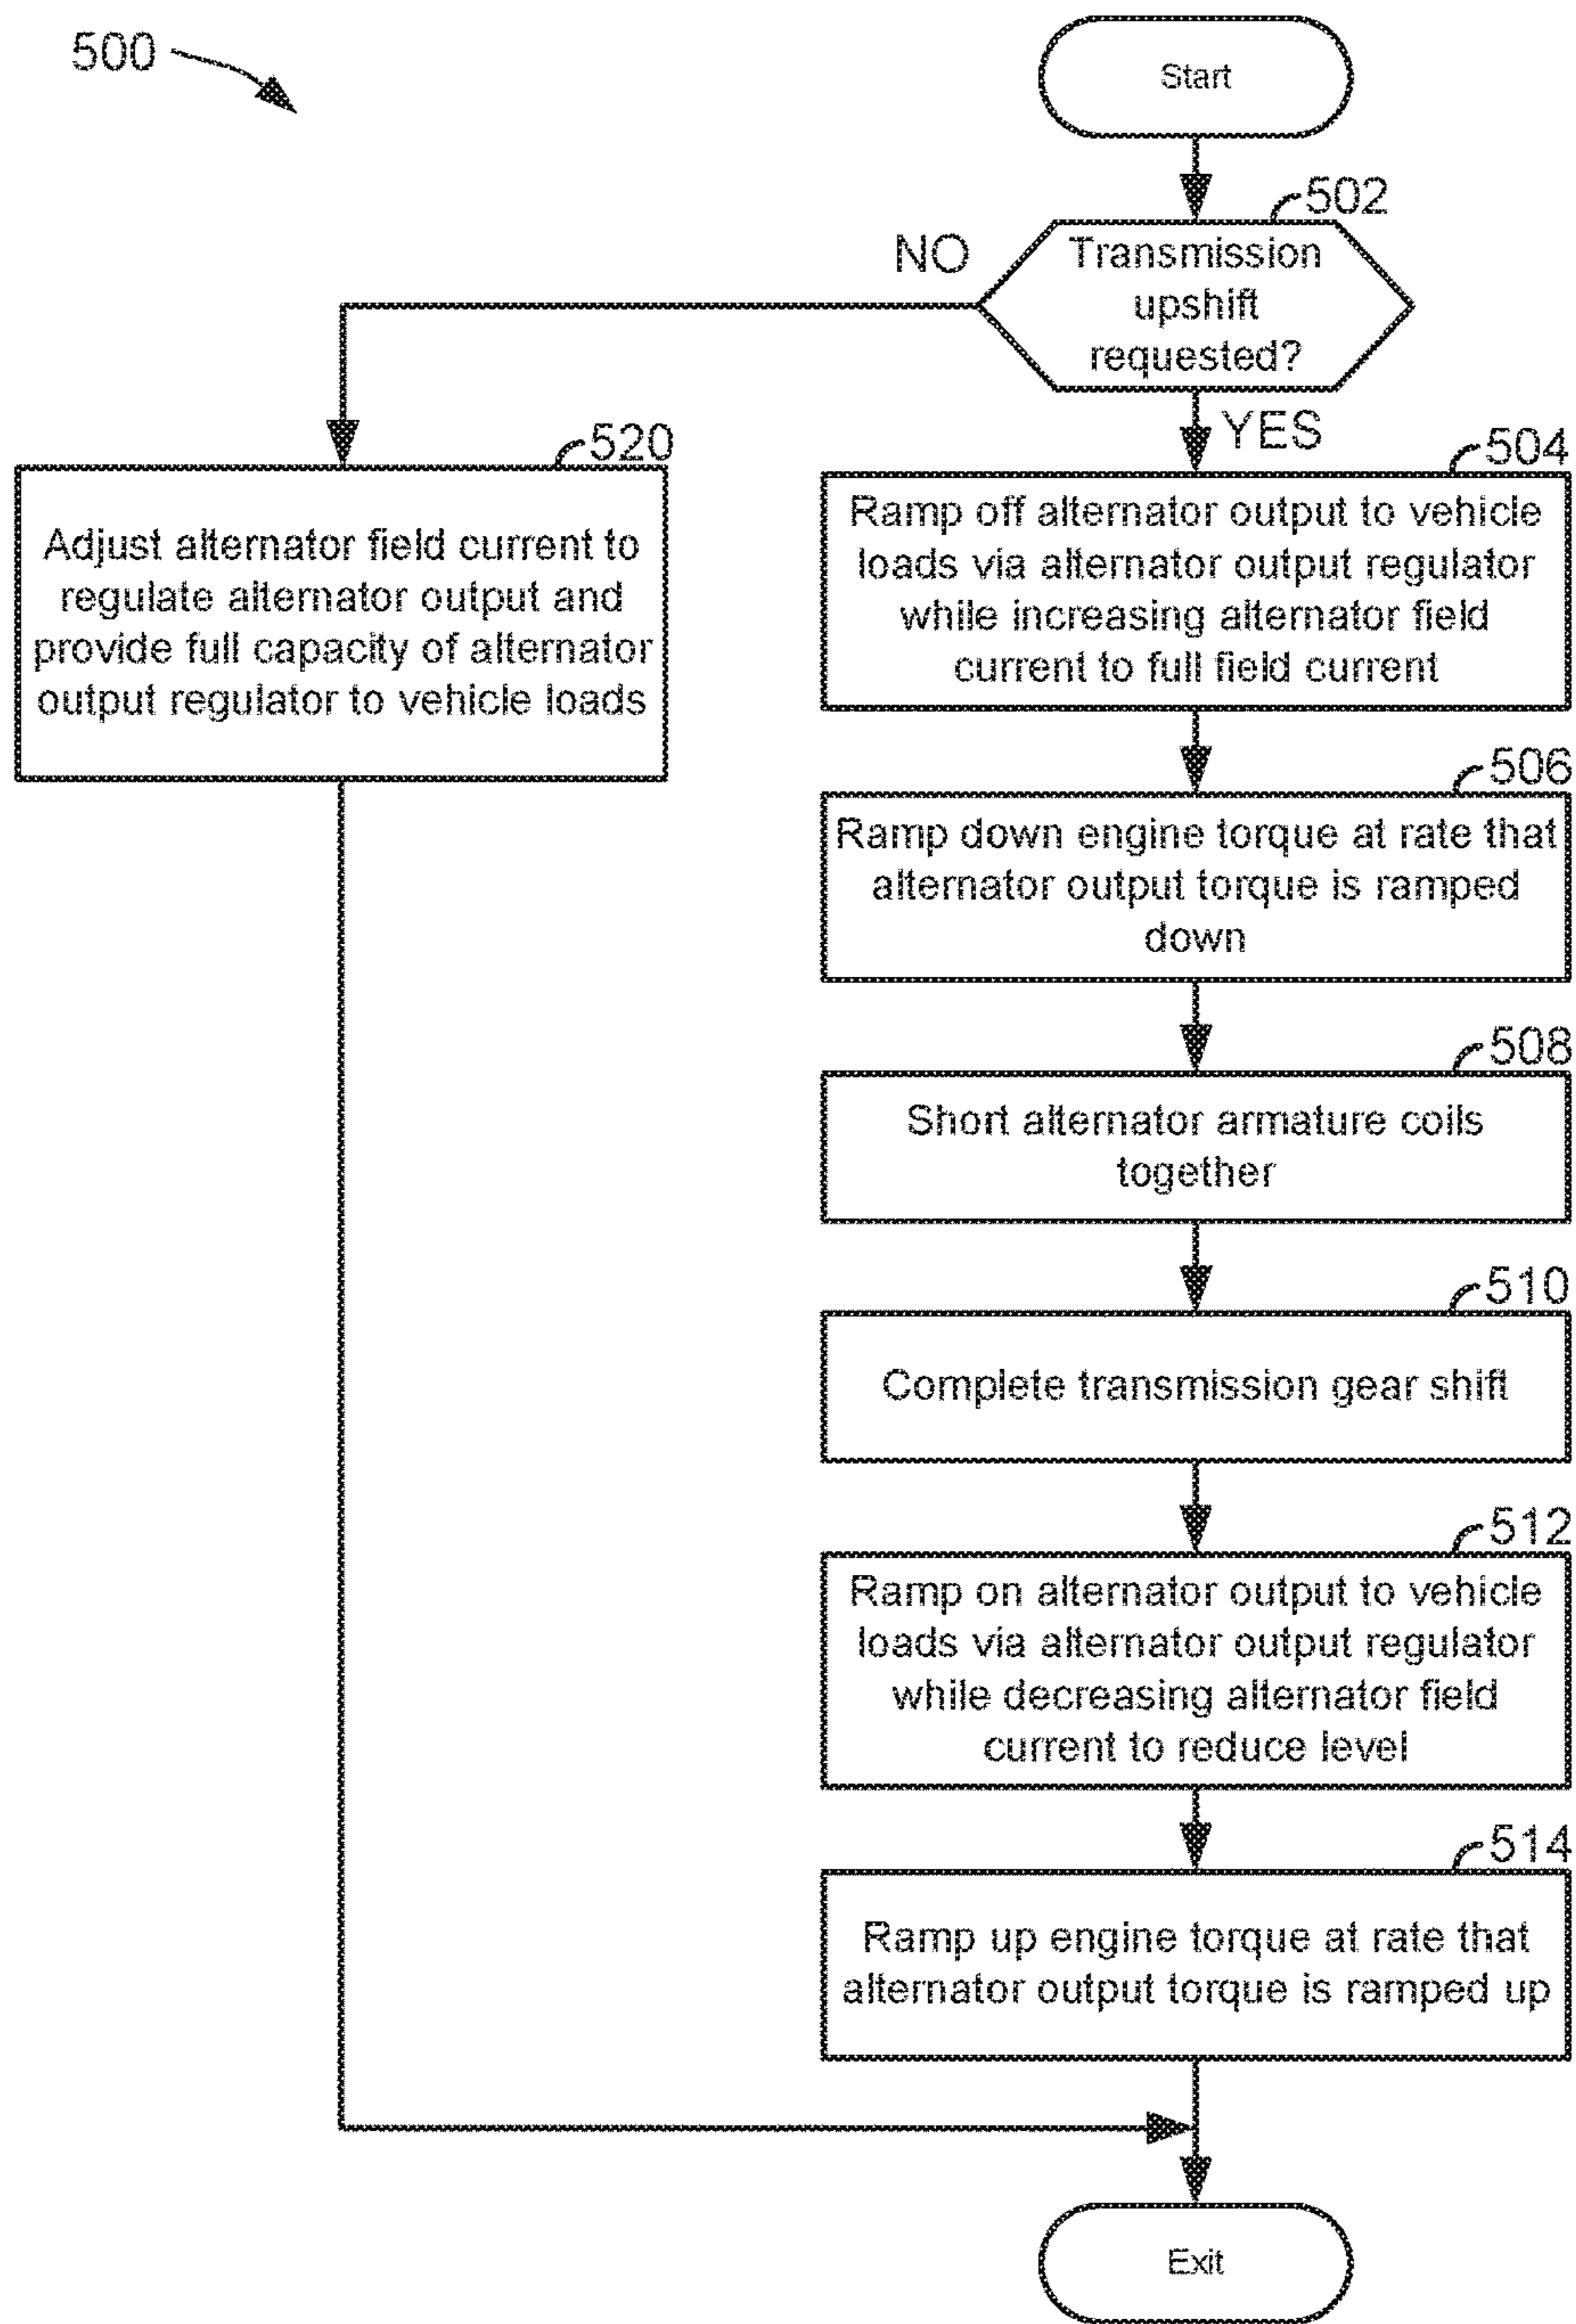 500
Start
502
Transmission
upshift
requested?
NO
YES
520
Adjust alternator field current to
regulate alternator output and
provide full capacity of alternator
output regulator to vehicle loads
504
Ramp off alternator output to vehicle
loads via alternator output regulator
while increasing alternator field
current to full field current
506
Ramp down engine torque at rate that
alternator output torque is ramped
down
508
Short alternator armature coils
together
510
Complete transmission gear shift
512
Ramp on alternator output to vehicle
loads via alternator output regulator
while decreasing alternator field
current to reduce level
514
Ramp up engine torque at rate that
alternator output torque is ramped up
Exit